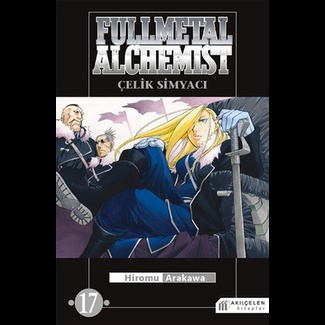 FULLMETAL
ALCHEMIST
ÇELİK SİMYACI
Hiromu Arakawa
17
AKILÇELEN
kitaplar